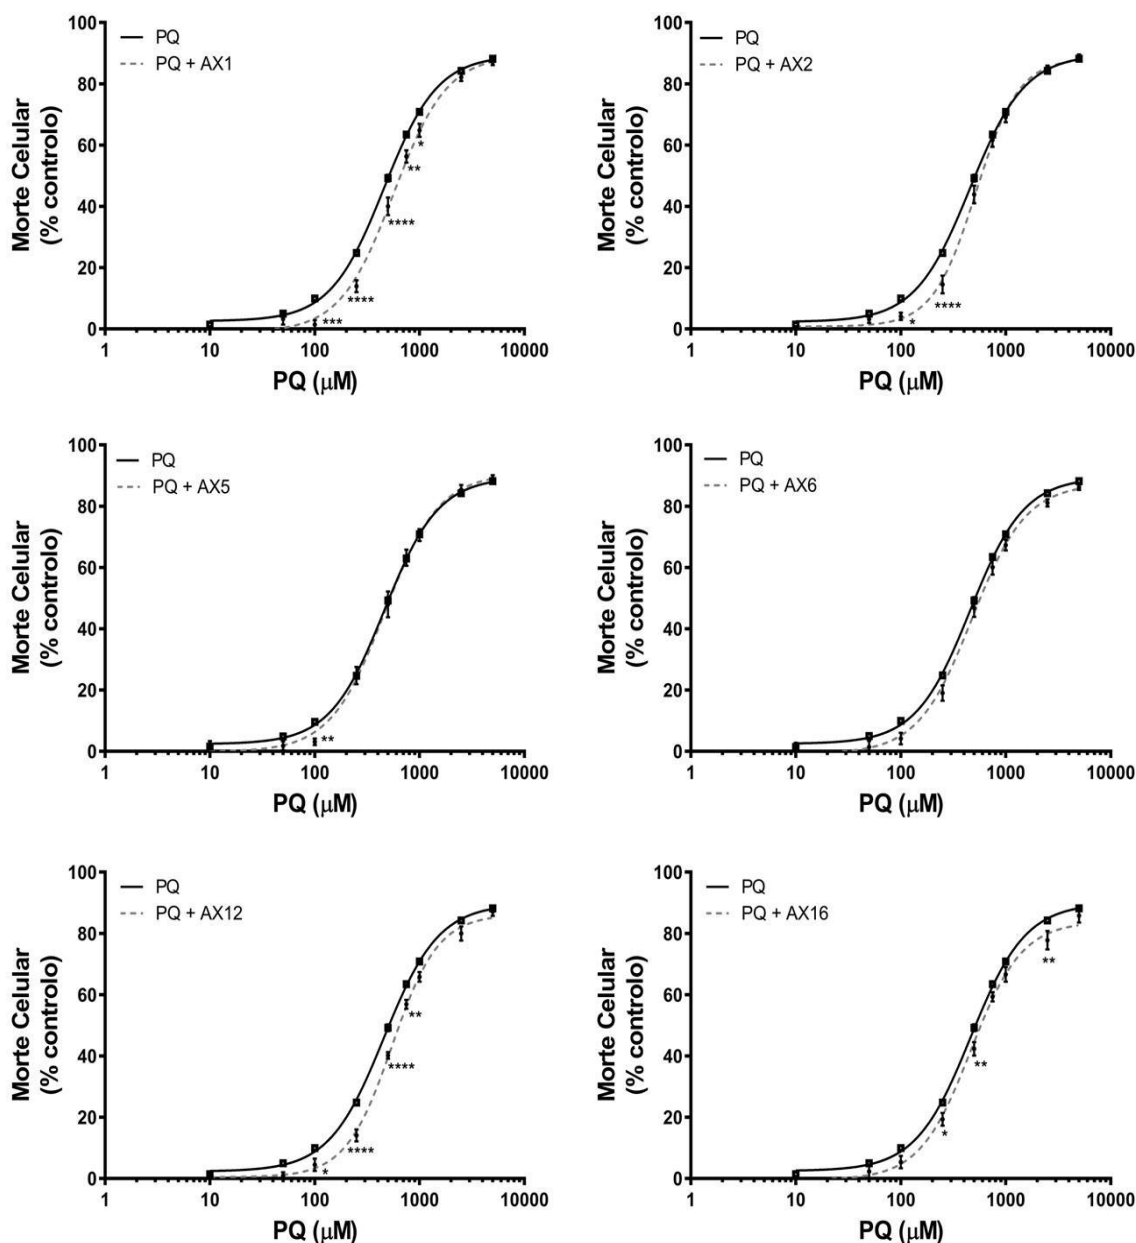 PQ
PQ + AX1
Morte Celular
(% controlo)
100
80
60
40
20
0
*
**
****
****
***
1
10
100
1000
10000
PQ (μM)
PQ
PQ + AX2
Morte Celular
(% controlo)
100
80
60
40
20
0
****
*
1
10
100
1000
10000
PQ (μM)
PQ
PQ + AX5
Morte Celular
(% controlo)
100
80
60
40
20
0
**
1
10
100
1000
10000
PQ (μM)
PQ
PQ + AX6
Morte Celular
(% controlo)
100
80
60
40
20
0
1
10
100
1000
10000
PQ (μM)
PQ
PQ + AX12
Morte Celular
(% controlo)
100
80
60
40
20
0
**
****
****
*
1
10
100
1000
10000
PQ (μM)
PQ
PQ + AX16
Morte Celular
(% controlo)
100
80
60
40
20
0
**
**
*
1
10
100
1000
10000
PQ (μM)